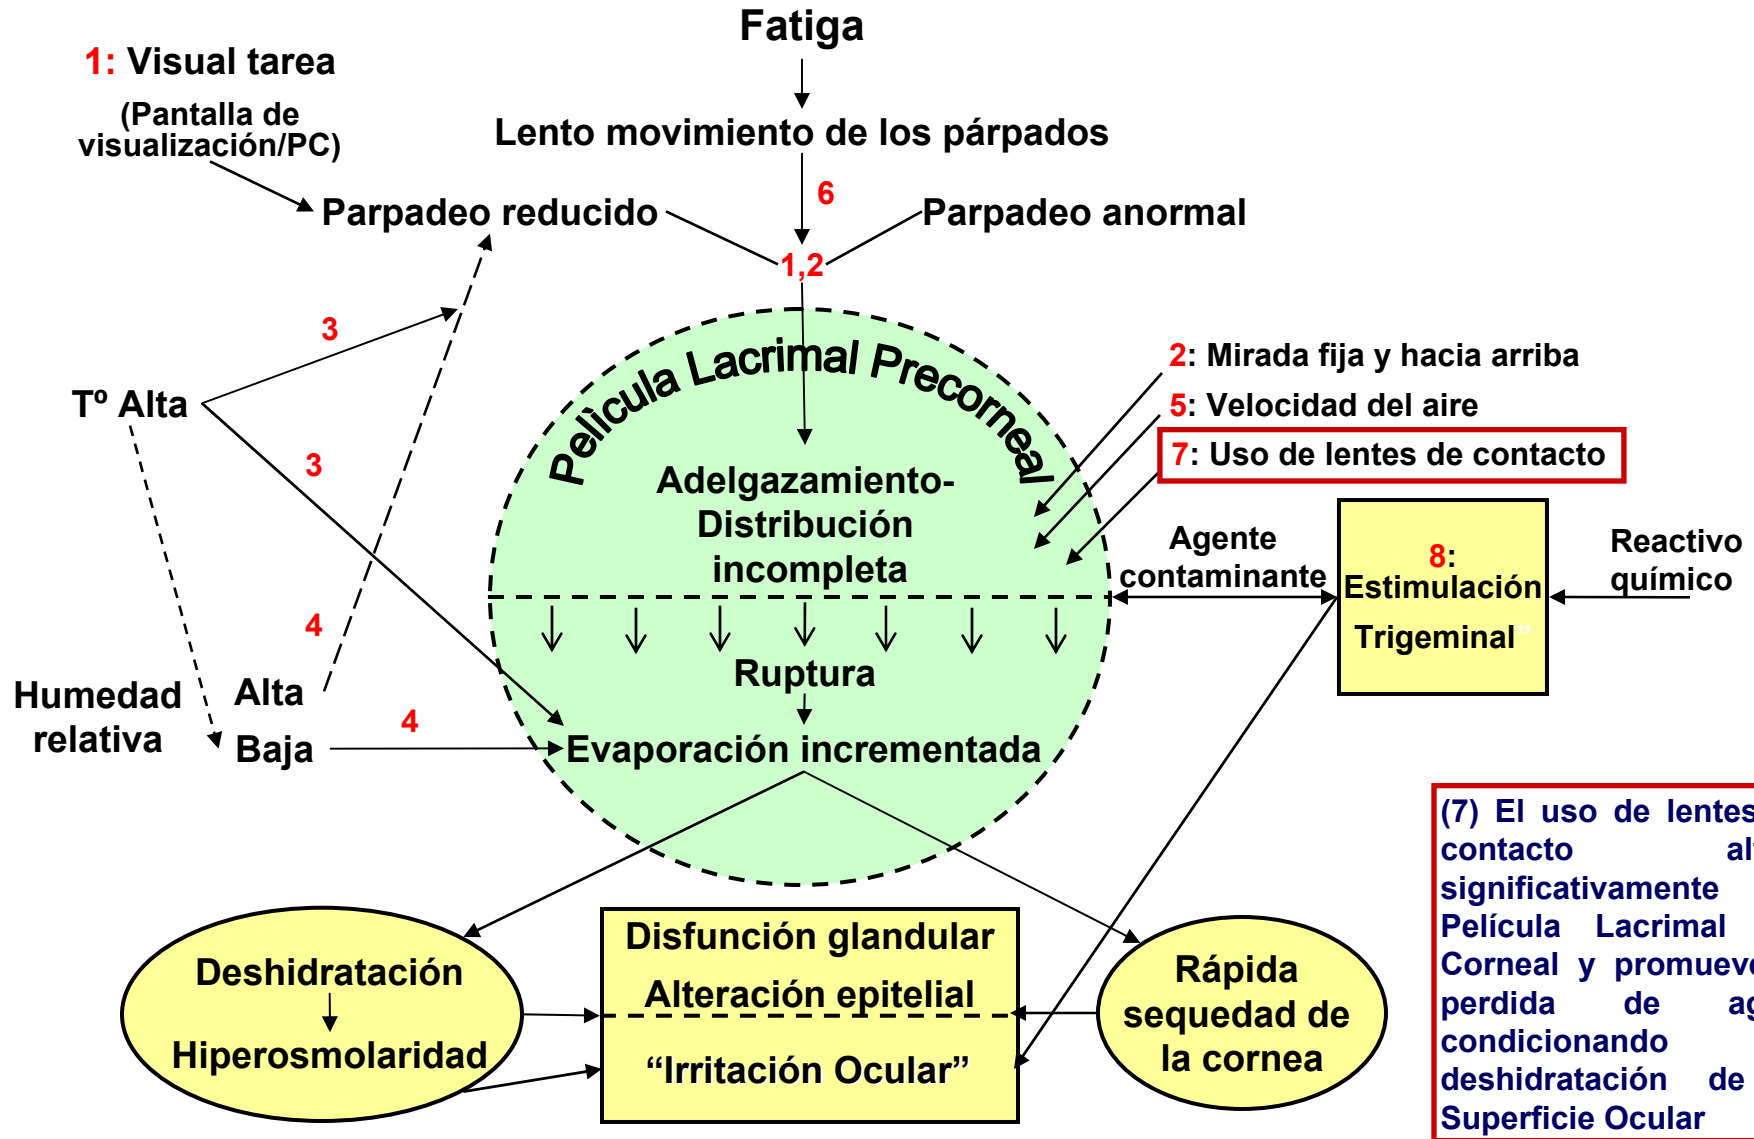 Fatiga
1: Visual tarea
(Pantalla de
visualización/PC)
Lento movimiento de los párpados
6
Parpadeo reducido
Parpadeo anormal
1,2
3
Película Lacrimal Precorneal
2: Mirada fija y hacia arriba
5: Velocidad del aire
7: Uso de lentes de contacto
Tº Alta
3
Adelgazamiento-
Distribución
incompleta
Agente
contaminante
8:
Estimulación
Trigeminal”
Reactivo
químico
4
Ruptura
Humedad
relativa
Alta
Baja
4
Evaporación incrementada
(7) El uso de lentes
contacto
significativamente
Película Lacrimal
Corneal y
perdida de
condicionando
deshidratación de
Superficie Ocular
Deshidratación
Hiperosmolaridad
Disfunción glandular
Alteración epitelial
“Irritación Ocular”
Rápida
sequedad de
la cornea